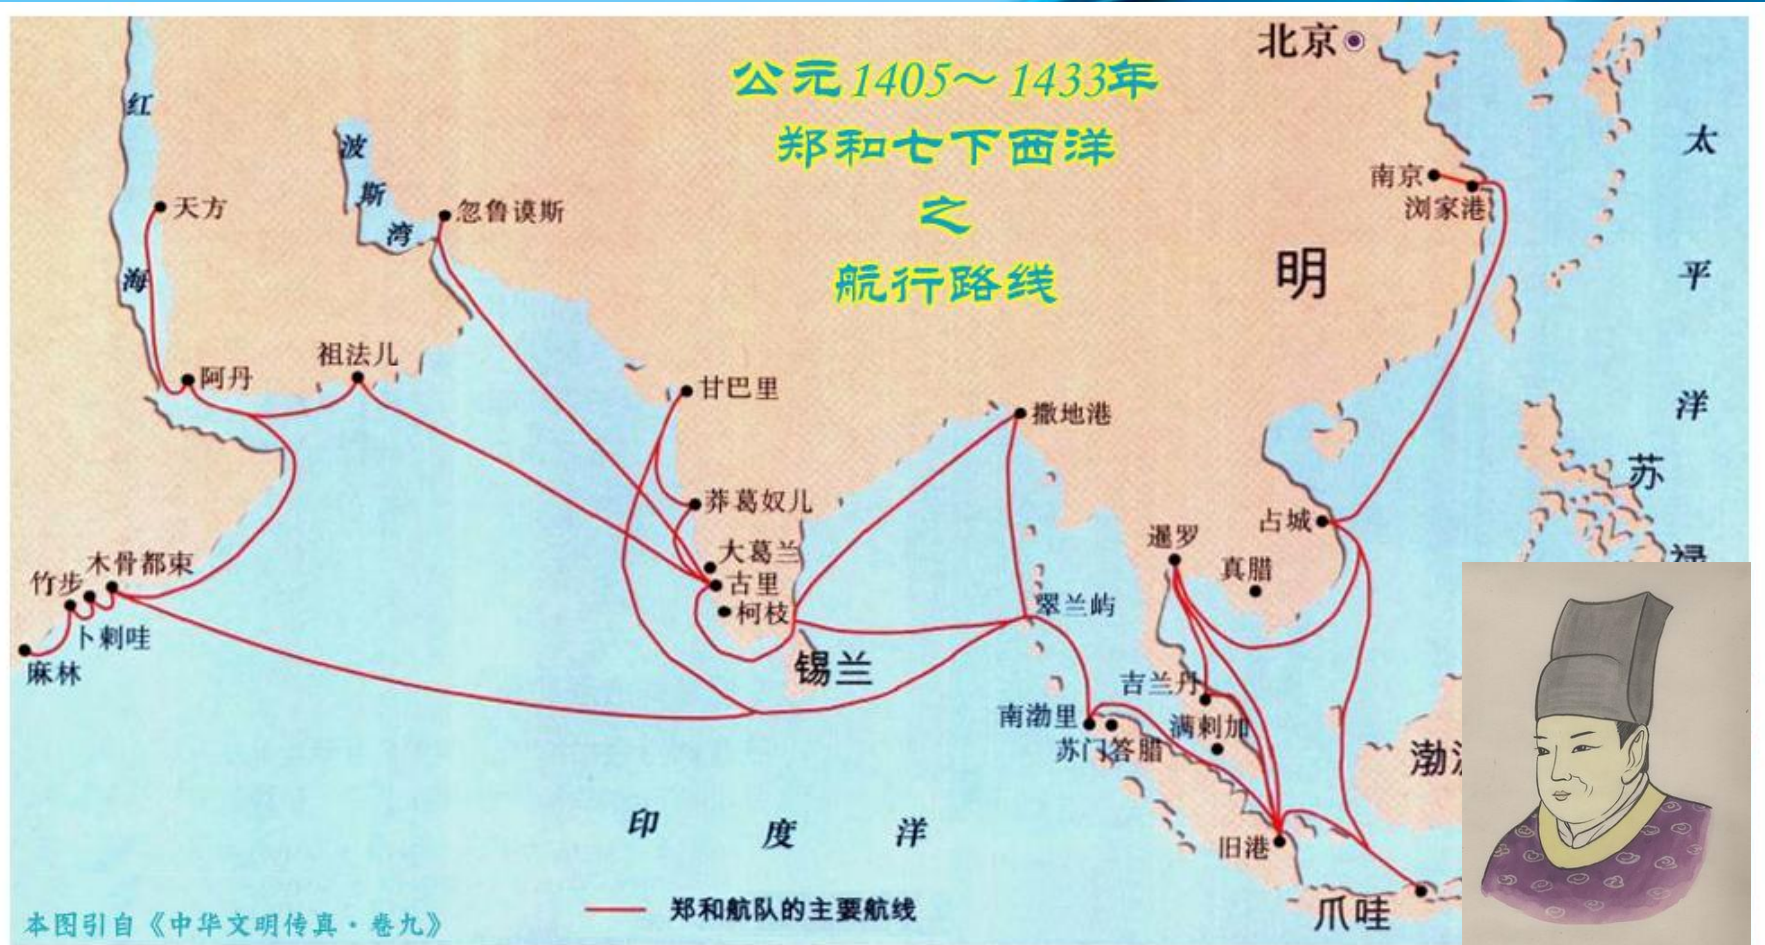 公元1405～1433年
郑和七下西洋
之
航行路线
北京
红
海
波
斯
湾
天方
忽鲁谟斯
南京
浏家港
太
平
洋
明
阿丹
祖法儿
甘巴里
撒地港
苏
禄
莽葛奴儿
大葛兰
古里
柯枝
锡兰
占城
暹罗
真腊
木骨都束
竹步
卜剌哇
麻林
翠兰屿
吉兰丹
南渤里
满剌加
苏门答腊
渤
旧港
爪哇
印度洋
郑和航队的主要航线
本图引自《中华文明传真·卷九》